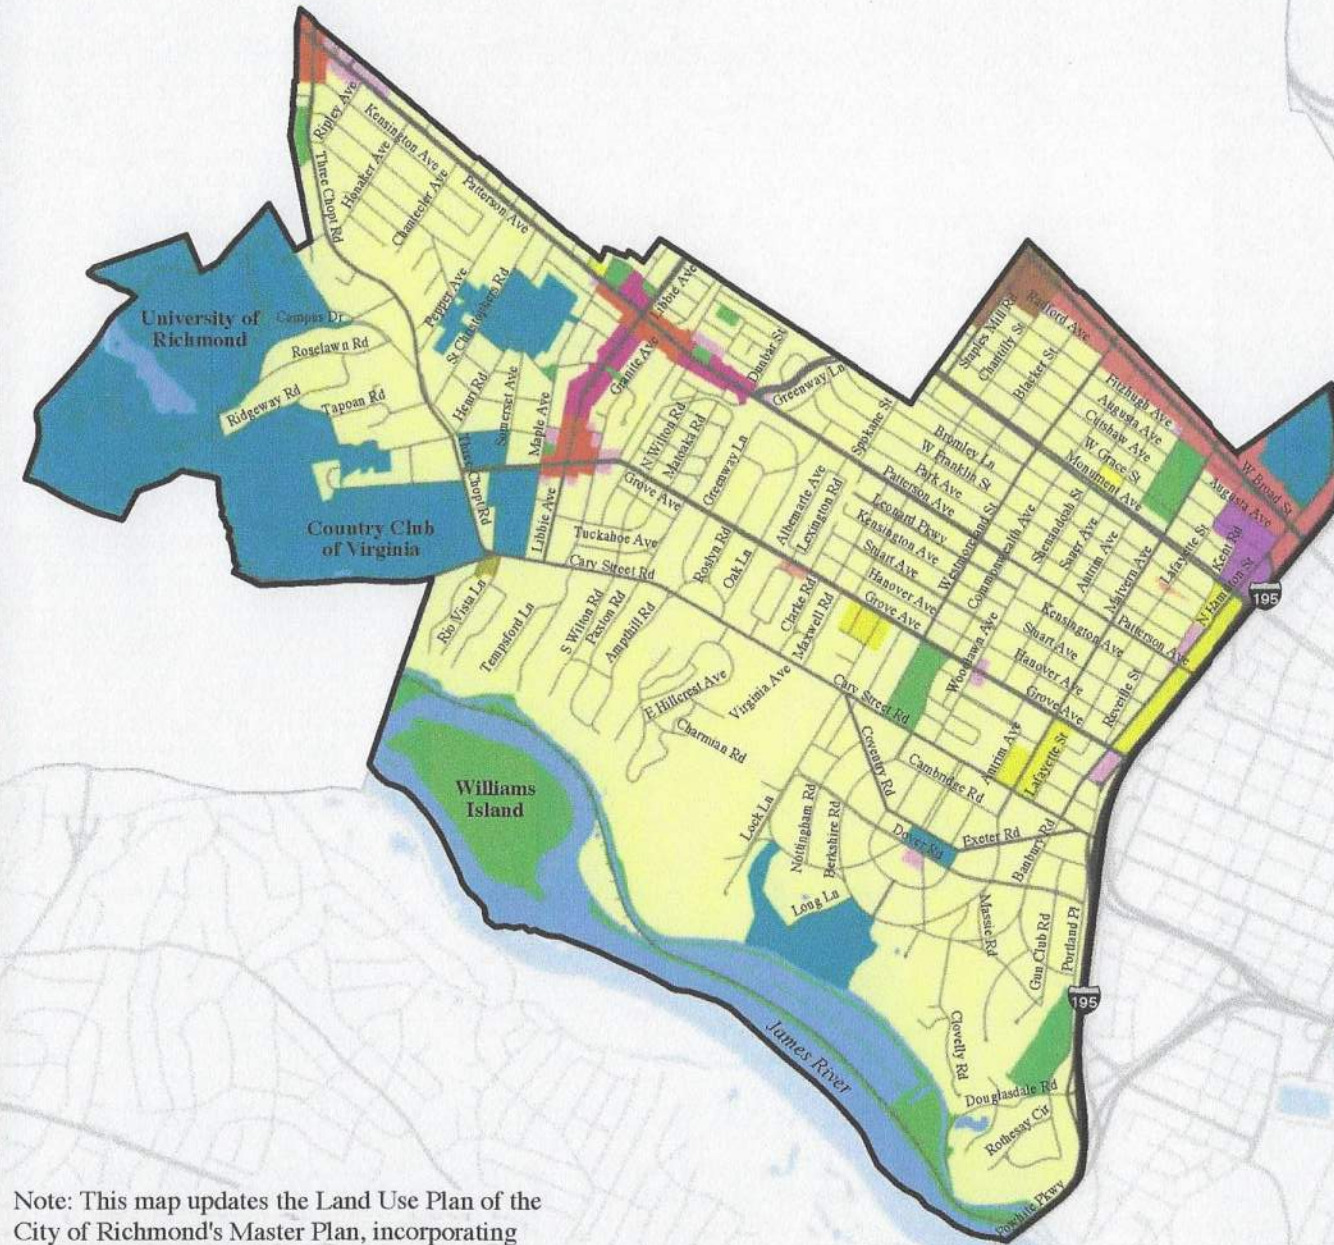 Ripley Ave
Kensington Ave
Honaker Ave
Three Chopt Rd
Chantecler Ave
Patterson Ave
Pepper Ave
St Christophers Rd
Libbie Ave
University of
Richmond
Campus Dr
Roselawn Rd
Ridgeway Rd
Tapoan Rd
Henri Rd
Somerset Ave
Maple Ave
Granite Ave
Dunbar St
Greenway Ln
N Wilton Rd
Matoaka Rd
Greenway Ln
Spokane St
Staples Mill Rd
Radford Ave
Chantilly St
Blacker St
Fitzhugh Ave
Augusta Ave
Cutshaw Ave
W Grace St
Monument Ave
Bromley Ln
W Franklin St
Park Ave
Patterson Ave
Leonard Pkwy
Kensington Ave
Stuart Ave
Hanover Ave
Grove Ave
W Broad St
Augusta Ave
Kent Rd
N Hamilton St
195
Three Chopt Rd
Libbie Ave
Grove Ave
Tuckahoe Ave
Cary Street Rd
Roslyn Rd
Oak Ln
Albemarle Ave
Lexington Rd
Clarke Rd
Maxwell Rd
Westmoreland St
Commonwealth Ave
Shenandoah St
Sauer Ave
Antrim Ave
Malvern Ave
Lafayette St
Kensington Ave
Patterson Ave
Stuart Ave
Hanover Ave
Grove Ave
Reveille St
Woodlawn Ave
Country Club
of Virginia
Rio Vista Ln
Tempsford Ln
S Wilton Rd
Paxton Rd
Ampthill Rd
E Hillcrest Ave
Virginia Ave
Charmian Rd
Cary Street Rd
Coventry Rd
Cambridge Rd
Antrim Ave
Lafayette St
Williams
Island
Lock Ln
Nottingham Rd
Berkshire Rd
Dover Rd
Exeter Rd
Banbury Rd
Long Ln
Massie Rd
Gun Club Rd
Portland Pl
195
James River
Clovelly Rd
Douglasdale Rd
Rothesay Cir
Powhite Pkwy
Note: This map updates the Land Use Plan of the
City of Richmond's Master Plan, incorporating